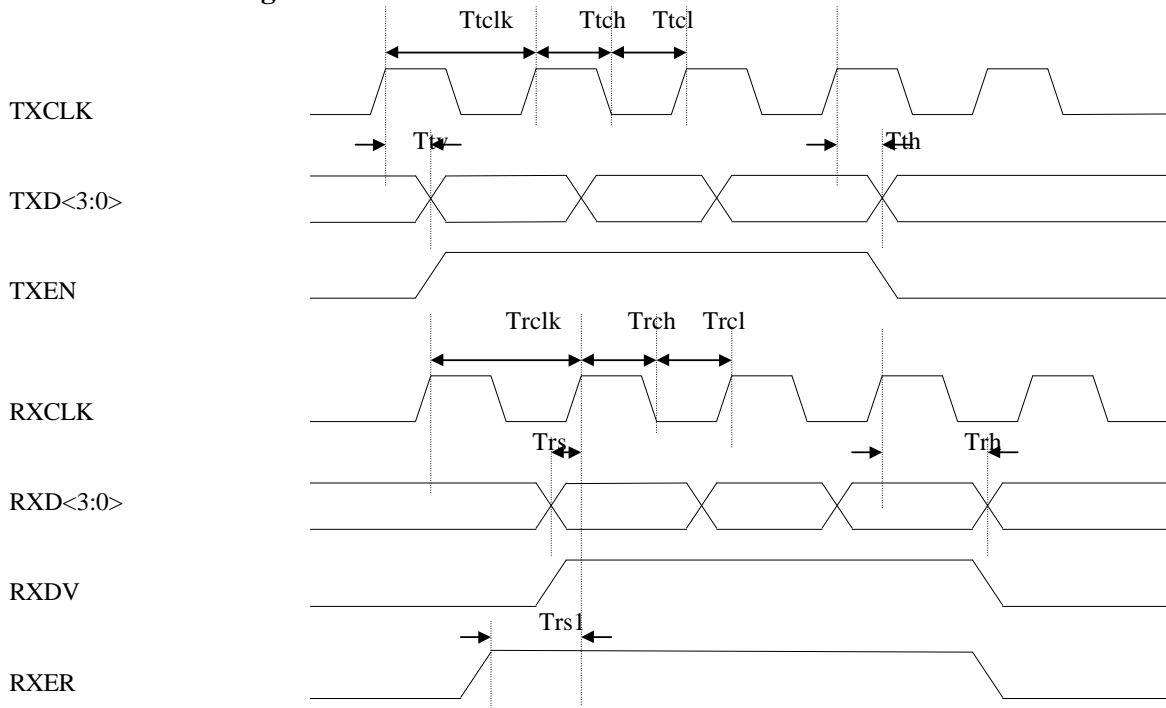 Ttclk Ttch Ttcl
TXCLK
Ttv Tth
TXD<3:0>
TXEN
Trclk Trch Trcl
RXCLK
Trs Trh
RXD<3:0>
RXDV
Trs1
RXER